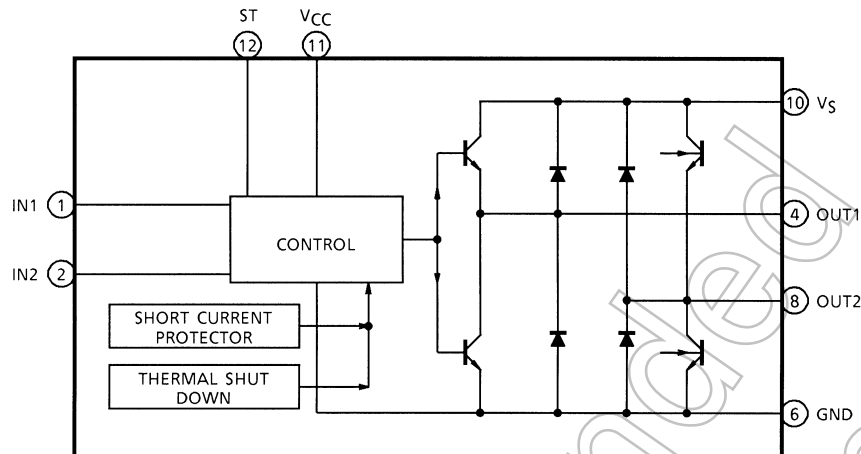 ST
VCC
12
11
10
VS
IN1
1
4
OUT1
CONTROL
IN2
2
8
OUT2
SHORT CURRENT
PROTECTOR
THERMAL SHUT
DOWN
6
GND